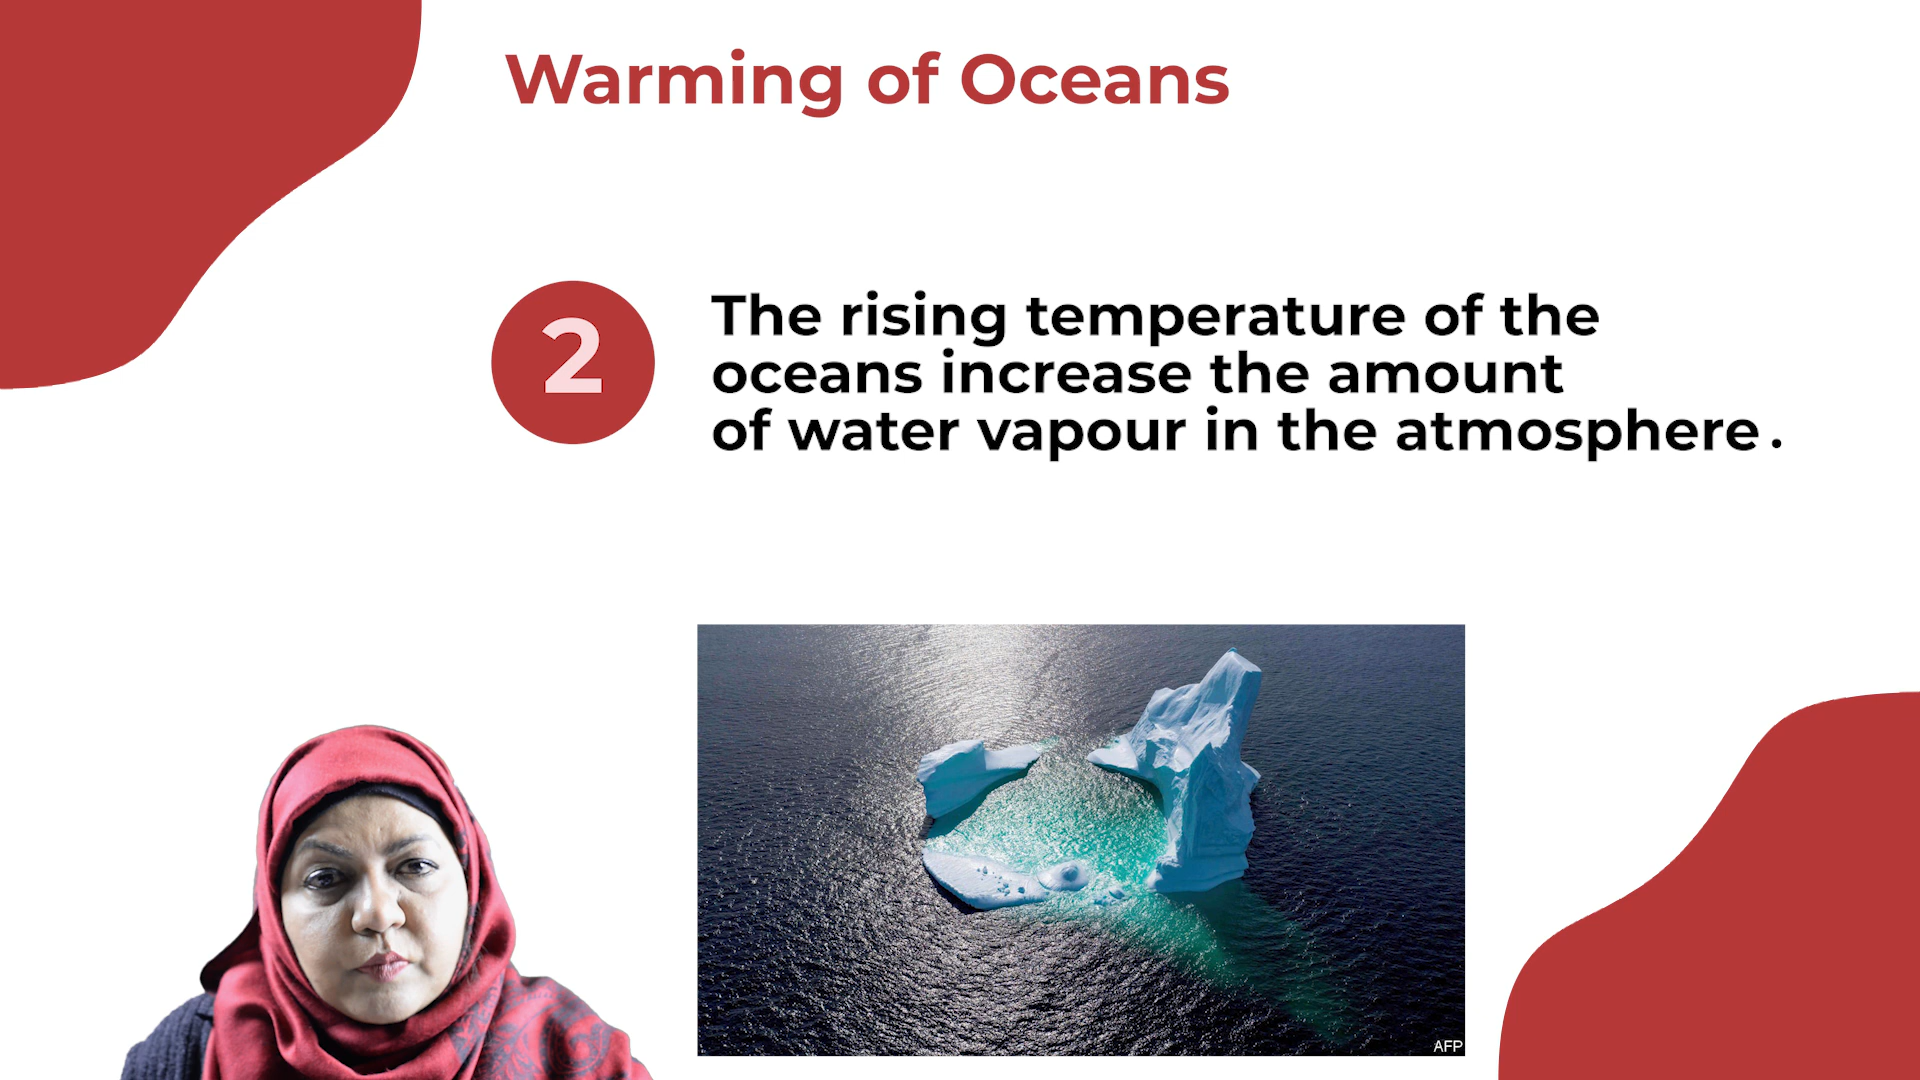 Warming of Oceans
2
The rising temperature of the
oceans increase the amount
of water vapour in the atmosphere .
AFP